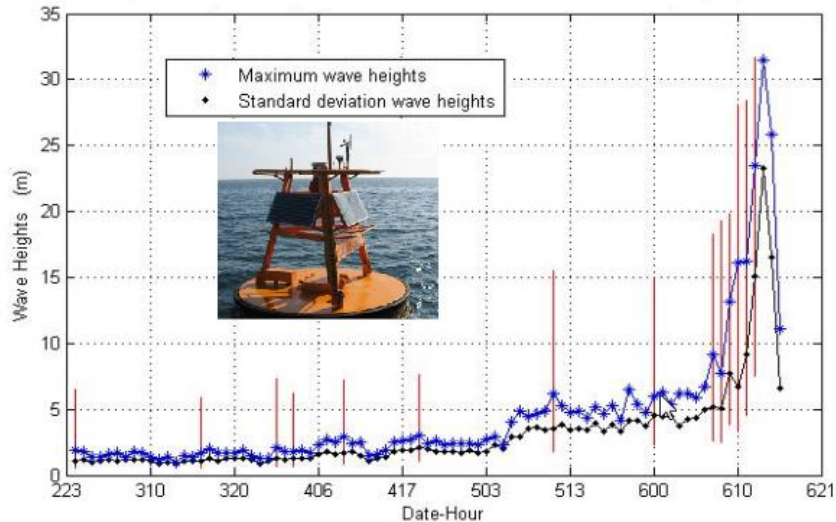 35
30
25
20
15
10
5
0
Wave Heights (m)
Maximum wave heights
Standard deviation wave heights
223 310 320 406 417 503 513 600 610 621
Date-Hour